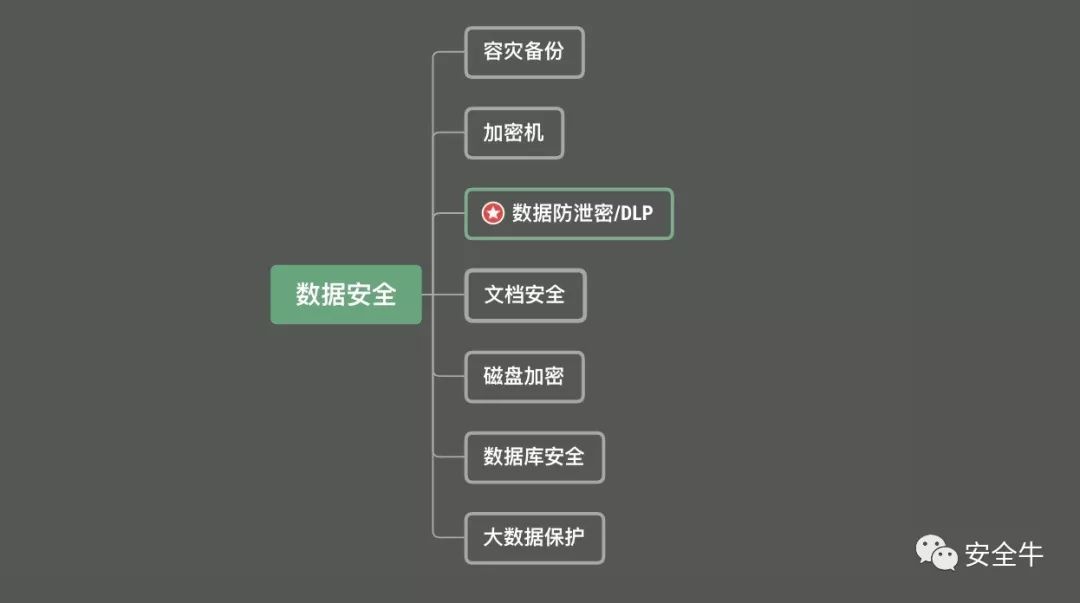 容灾备份
加密机
数据防泄密/DLP
数据安全
文档安全
磁盘加密
数据库安全
大数据保护
安全牛